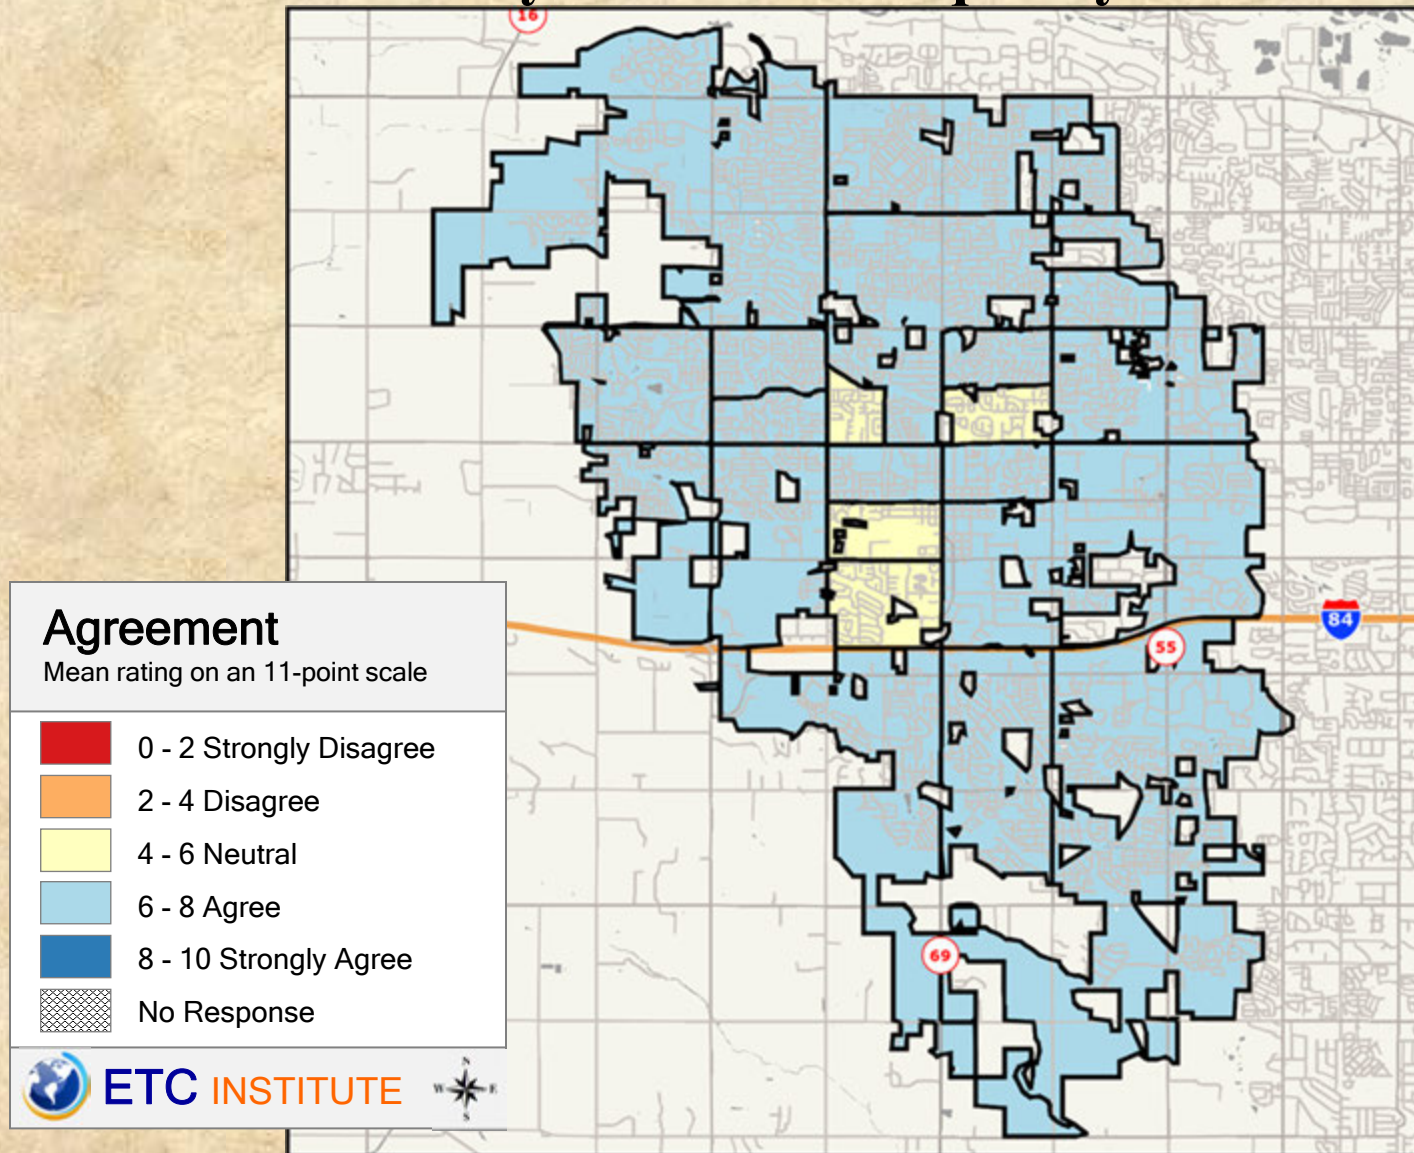 16
84
55
69
Agreement
Mean rating on an 11-point scale
0 - 2 Strongly Disagree
2 - 4 Disagree
4 - 6 Neutral
6 - 8 Agree
8 - 10 Strongly Agree
No Response
ETC INSTITUTE
N
W E
S